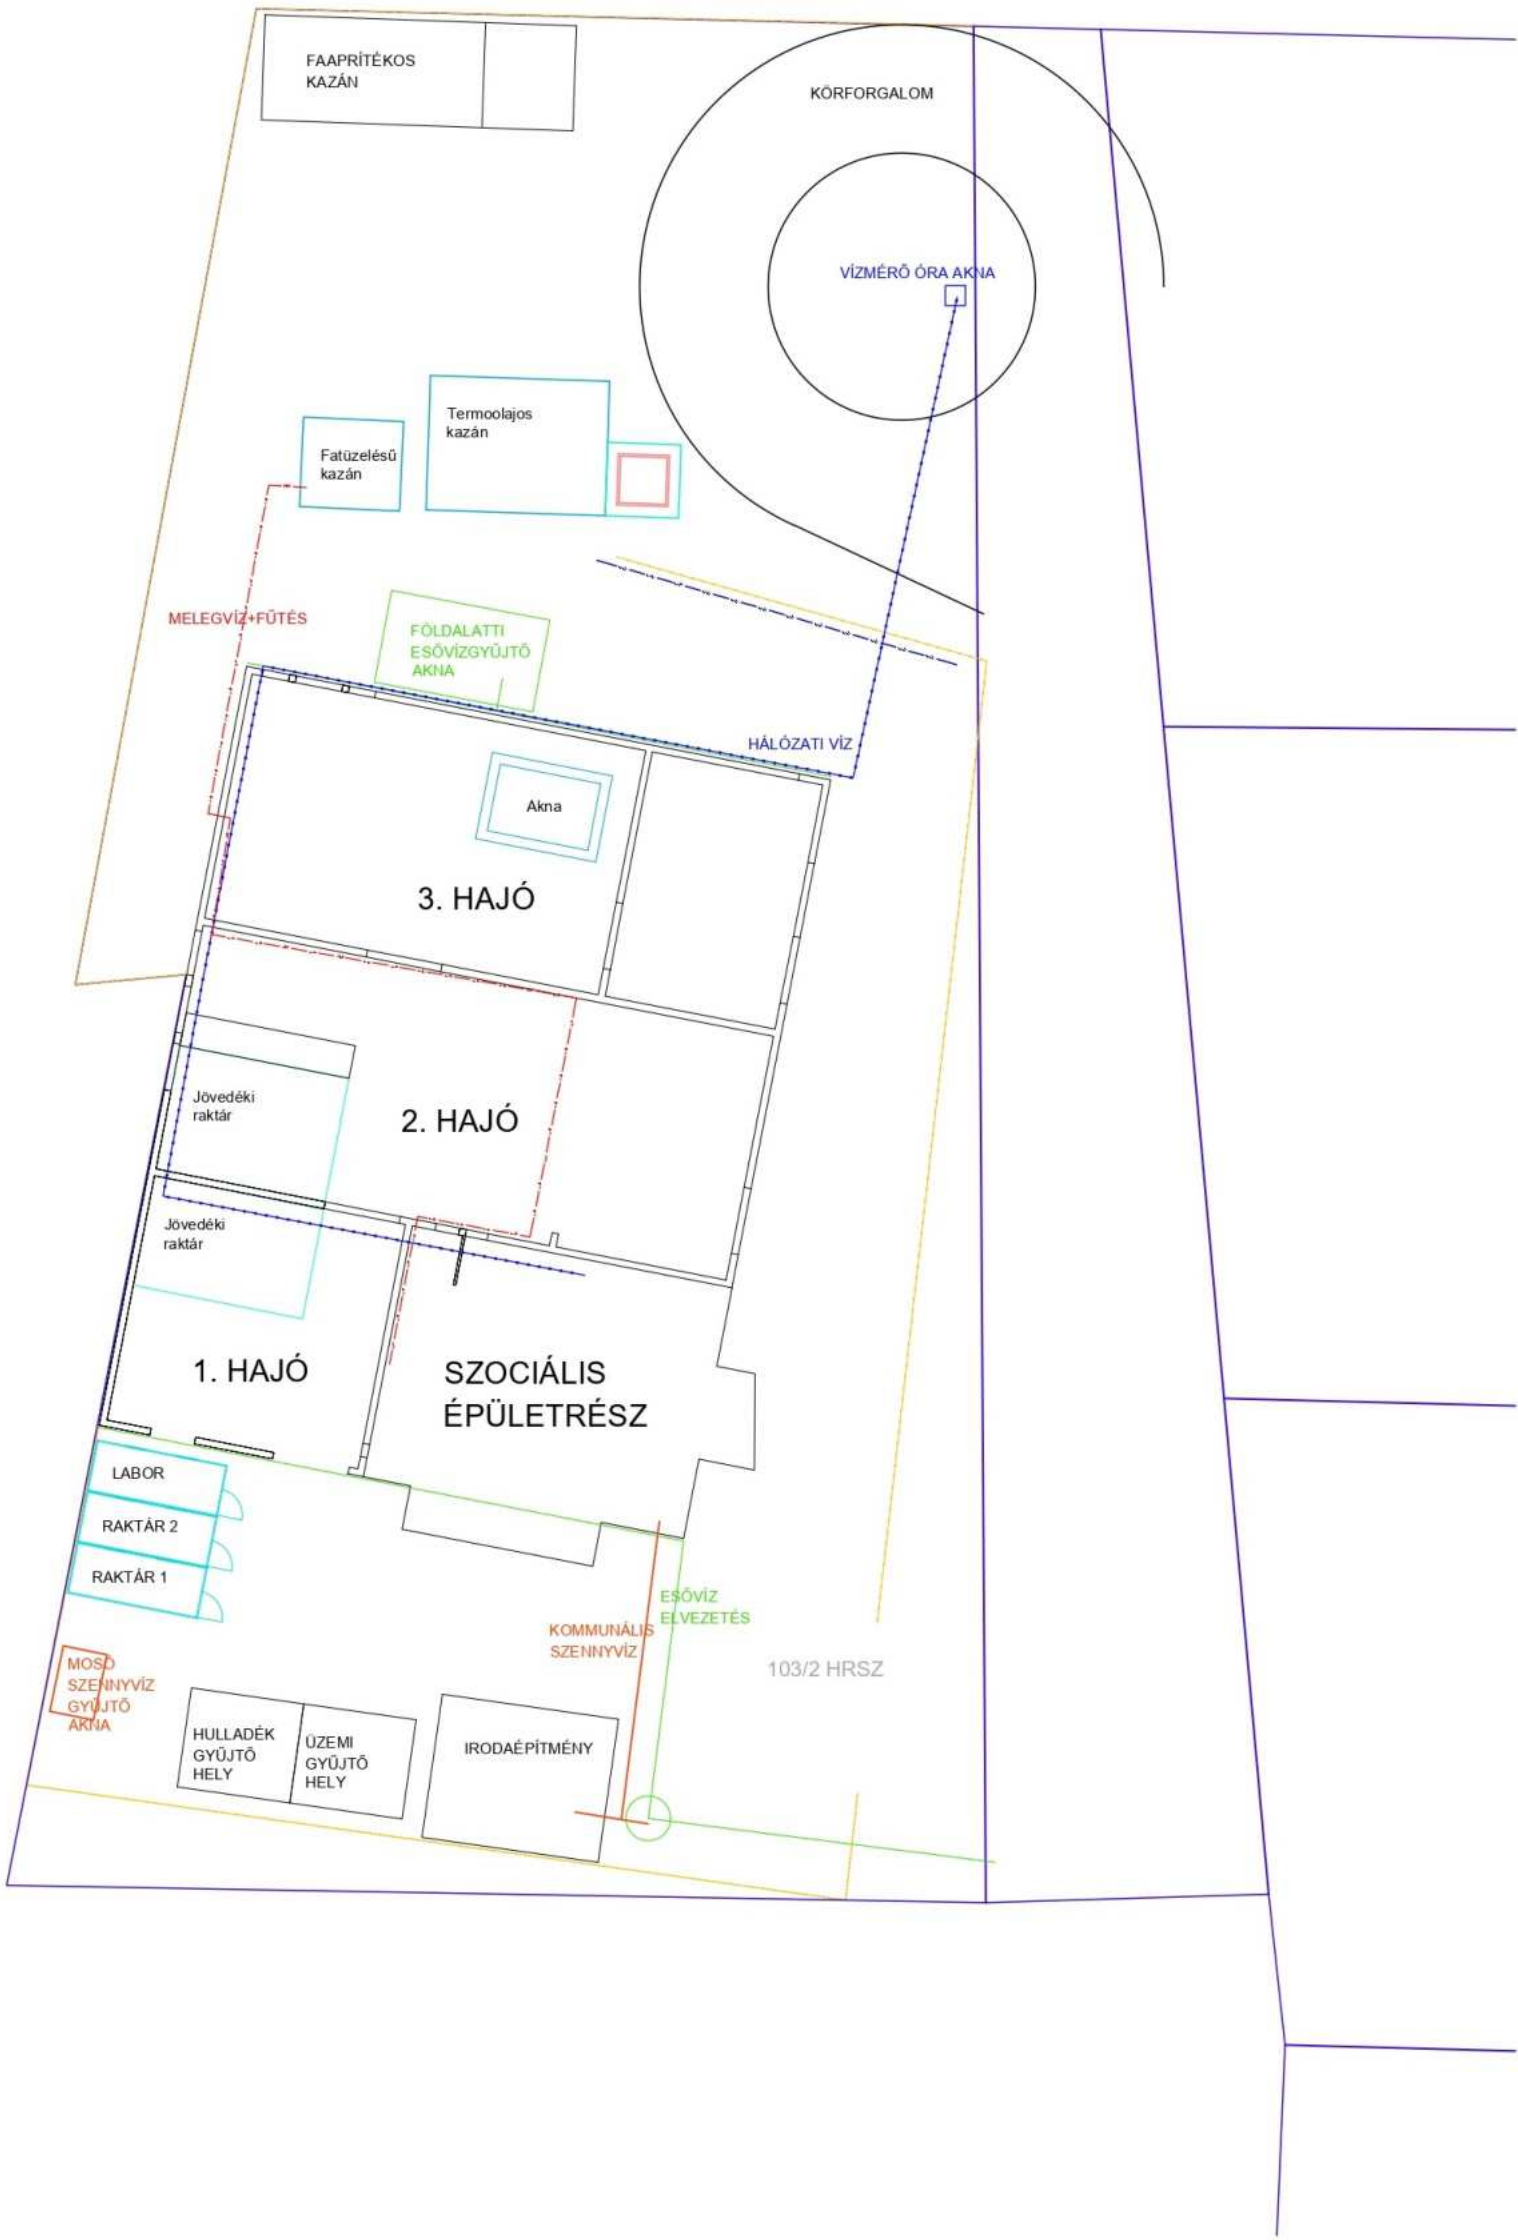 FAAPRÍTÉKOS
KAZÁN
KÖRFORGALOM
VÍZMÉRŐ ÓRA AKNA
Termoolajos
kazán
Fatüzelésű
kazán
MELEGVÍZ+FŰTÉS
FÖLDALATTI
ESŐVÍZGYŰJTŐ
AKNA
HÁLÓZATI VÍZ
Akna
3. HAJÓ
Jövedéki
raktár
2. HAJÓ
Jövedéki
raktár
1. HAJÓ
SZOCIÁLIS
ÉPÜLETRÉSZ
LABOR
RAKTÁR 2
RAKTÁR 1
ESŐVÍZ
ELVEZETÉS
KOMMUNÁLIS
SZENNYVÍZ
103/2 HRSZ
MOSÓ
SZENNYVÍZ
GYŰJTŐ
AKNA
HULLADÉK
GYŰJTŐ
HELY
ÜZEMI
GYŰJTŐ
HELY
IRODAÉPÍTMÉNY